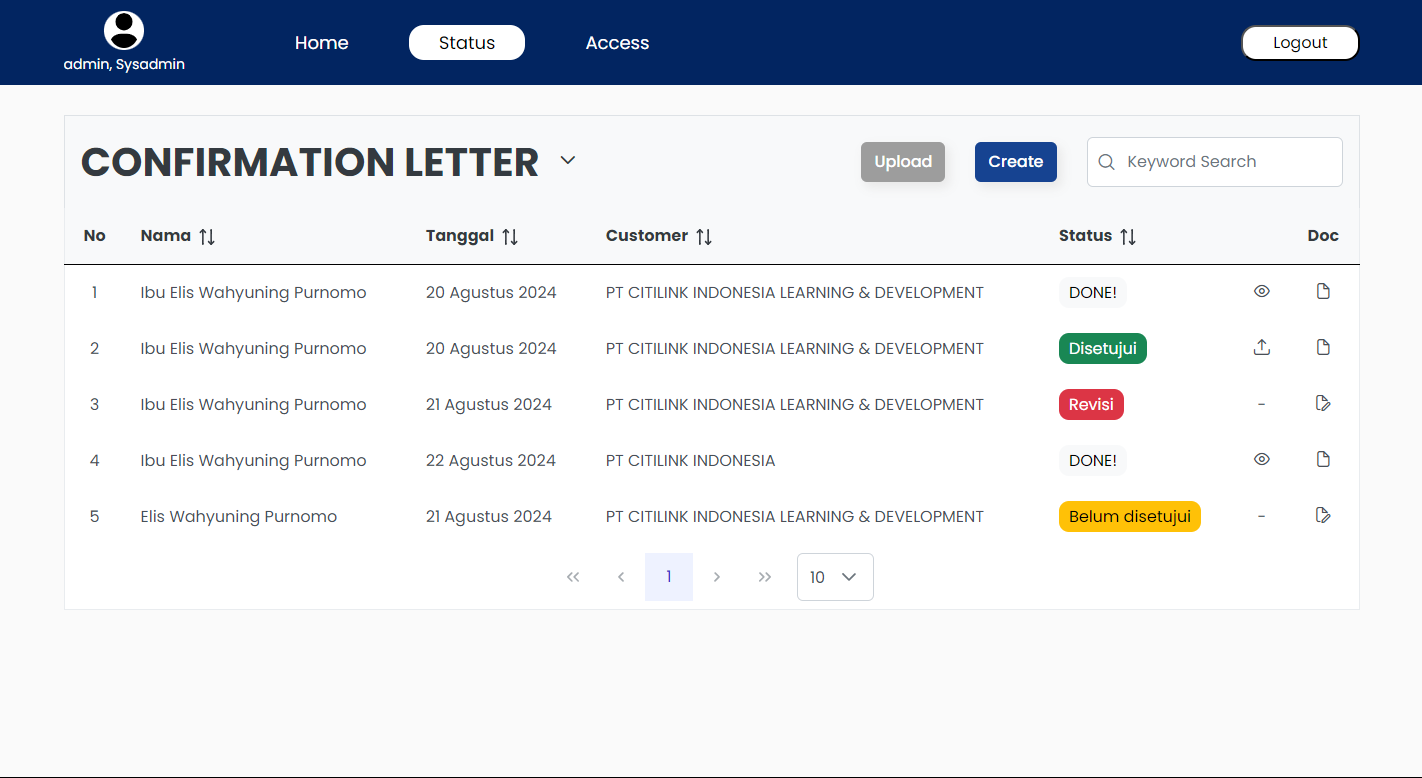 admin, Sysadmin
Home Status Access Logout
CONFIRMATION LETTER Upload Create Keyword Search
No Nama Tanggal Customer Status Doc
1 Ibu Elis Wahyuning Purnomo 20 Agustus 2024 PT CITILINK INDONESIA LEARNING & DEVELOPMENT DONE!
2 Ibu Elis Wahyuning Purnomo 20 Agustus 2024 PT CITILINK INDONESIA LEARNING & DEVELOPMENT Disetujui
3 Ibu Elis Wahyuning Purnomo 21 Agustus 2024 PT CITILINK INDONESIA LEARNING & DEVELOPMENT Revisi -
4 Ibu Elis Wahyuning Purnomo 22 Agustus 2024 PT CITILINK INDONESIA DONE!
5 Elis Wahyuning Purnomo 21 Agustus 2024 PT CITILINK INDONESIA LEARNING & DEVELOPMENT Belum disetujui -
1 10